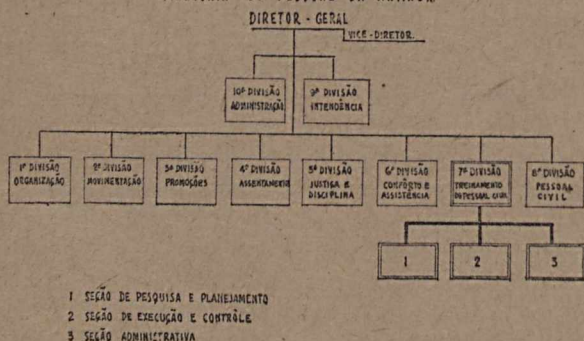 DIRETOR - GERAL
VICE-DIRETOR
10ª DIVISÃO
ADMINISTRAÇÃO
9ª DIVISÃO
INTENDÊNCIA
1ª DIVISÃO
ORGANIZAÇÃO
2ª DIVISÃO
MOVIMENTAÇÃO
3ª DIVISÃO
PROMOÇÕES
4ª DIVISÃO
ASSENTAMENTO
5ª DIVISÃO
JUSTIÇA E
DISCIPLINA
6ª DIVISÃO
CONFÔRTO E
ASSISTÊNCIA
7ª DIVISÃO
TREINAMENTO
DE PESSOAL CIVIL
8ª DIVISÃO
PESSOAL
CIVIL
1
2
3
1 SEÇÃO DE PESQUISA E PLANEJAMENTO
2 SEÇÃO DE EXECUÇÃO E CONTRÔLE
3 SEÇÃO ADMINISTRATIVA